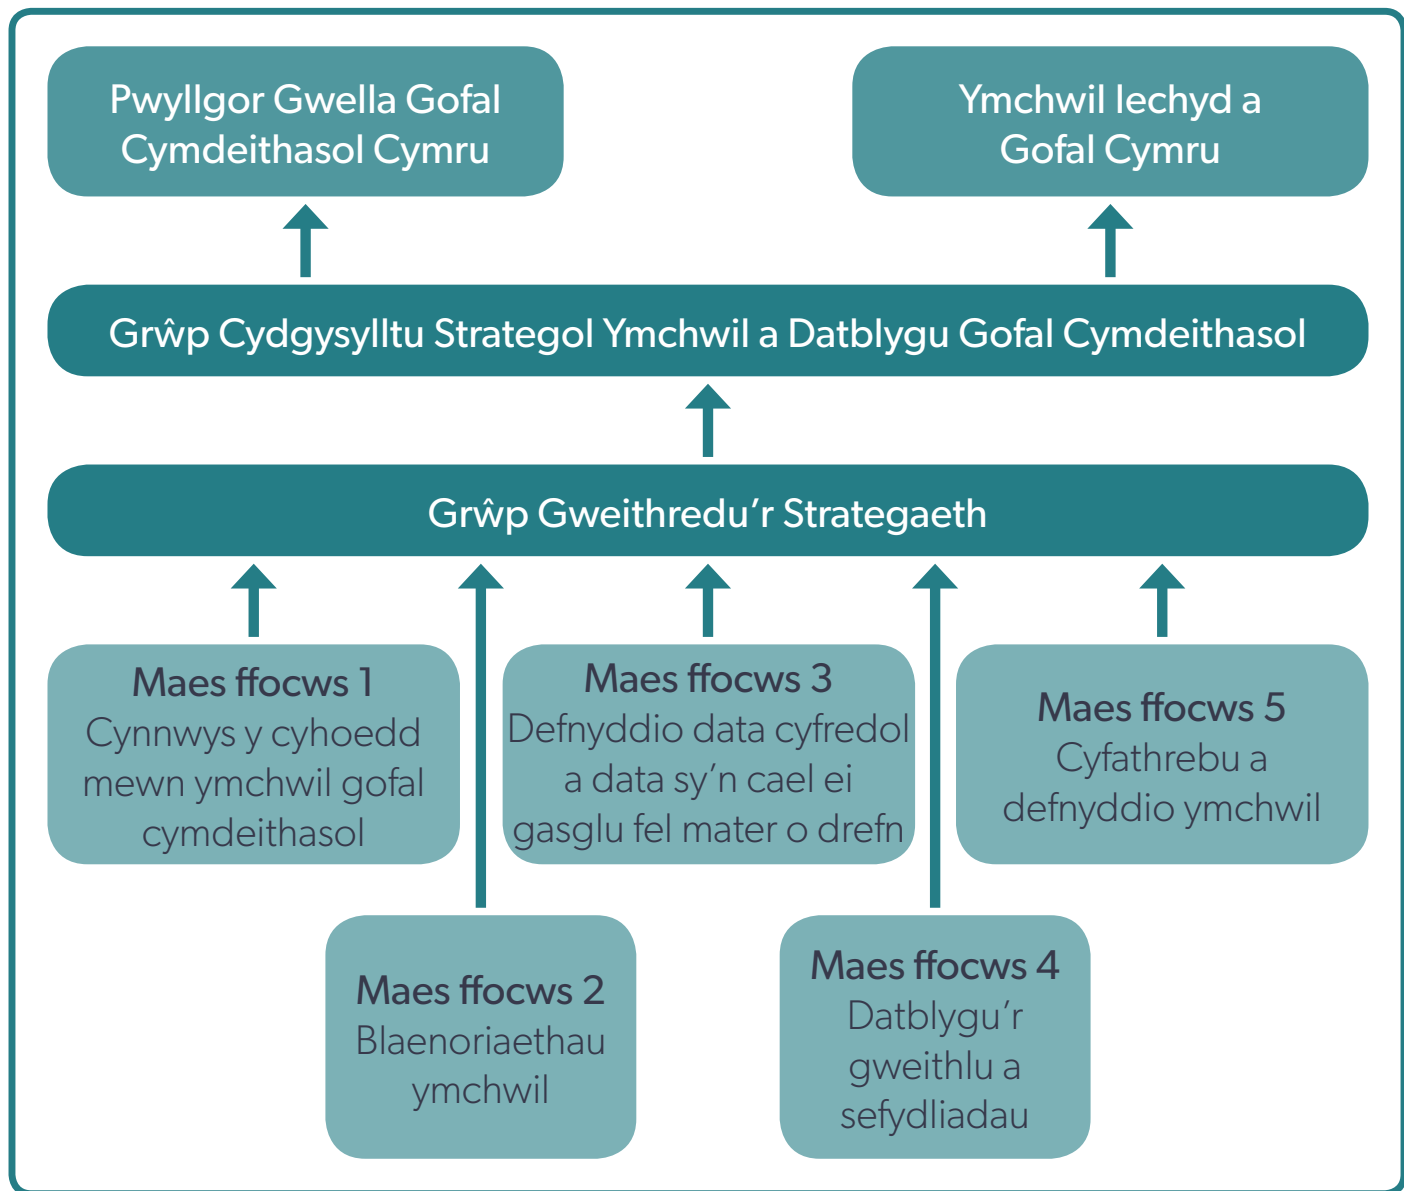 Pwyllgor Gwella Gofal
Cymdeithasol Cymru
Ymchwil Iechyd a
Gofal Cymru
Grŵp Cydgysylltu Strategol Ymchwil a Datblygu Gofal Cymdeithasol
Grŵp Gweithredu’r Strategaeth
Maes ffocws 1
Cynnwys y cyhoedd
mewn ymchwil gofal
cymdeithasol
Maes ffocws 2
Blaenoriaethau
ymchwil
Maes ffocws 3
Defnyddio data cyfredol
a data sy’n cael ei
gasglu fel mater o drefn
Maes ffocws 4
Datblygu’r
gweithlu a
sefydliadau
Maes ffocws 5
Cyfathrebu a
defnyddio ymchwil